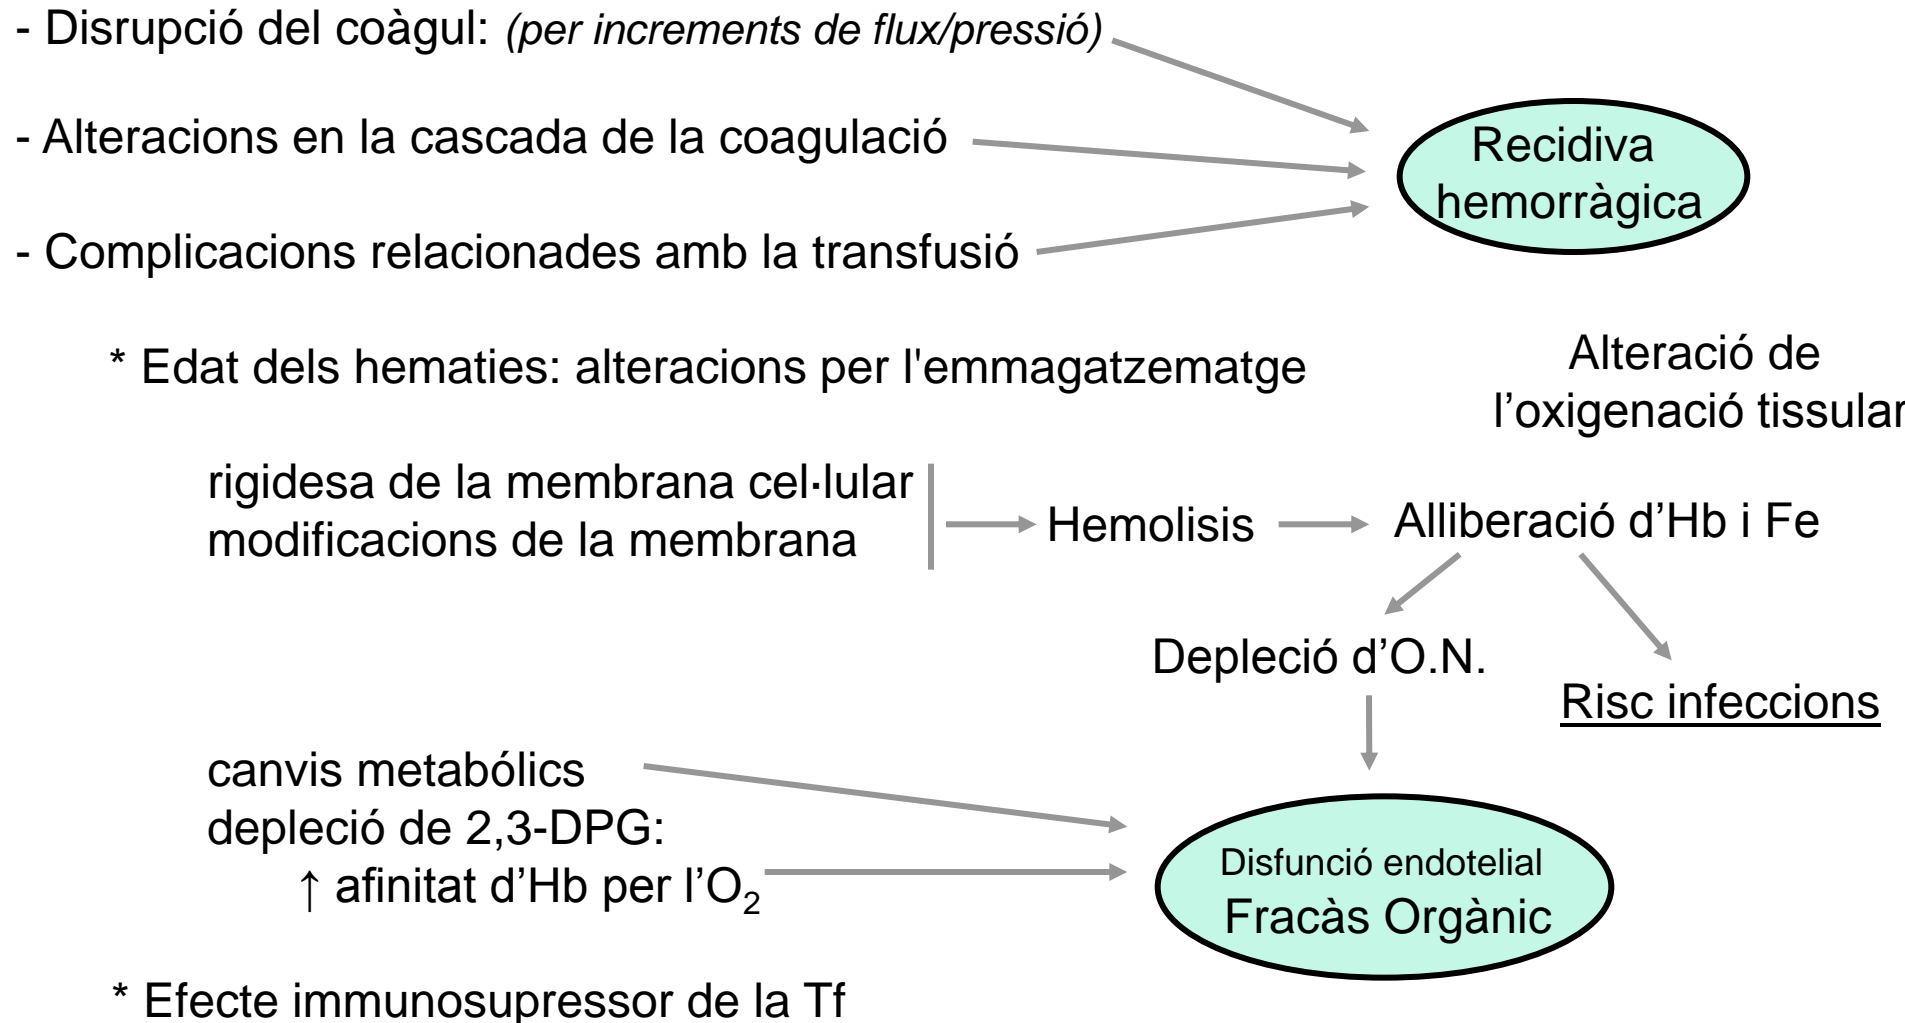 - Disrupció del coàgul: (per increments de flux/pressió)
- Alteracions en la cascada de la coagulació
Recidiva
hemorràgica
- Complicacions relacionades amb la transfusió
* Edat dels hematies: alteracions per l'emmagatzematge
Alteració de
l’oxigenació tissular
rigidesa de la membrana cel·lular
modificacions de la membrana
Hemolisis
Alliberació d’Hb i Fe
Depleció d’O.N.
Risc infeccions
canvis metabólics
depleció de 2,3-DPG:
↑ afinitat d’Hb per l’O₂
Disfunció endotelial
Fracàs Orgànic
* Efecte immunosupressor de la Tf